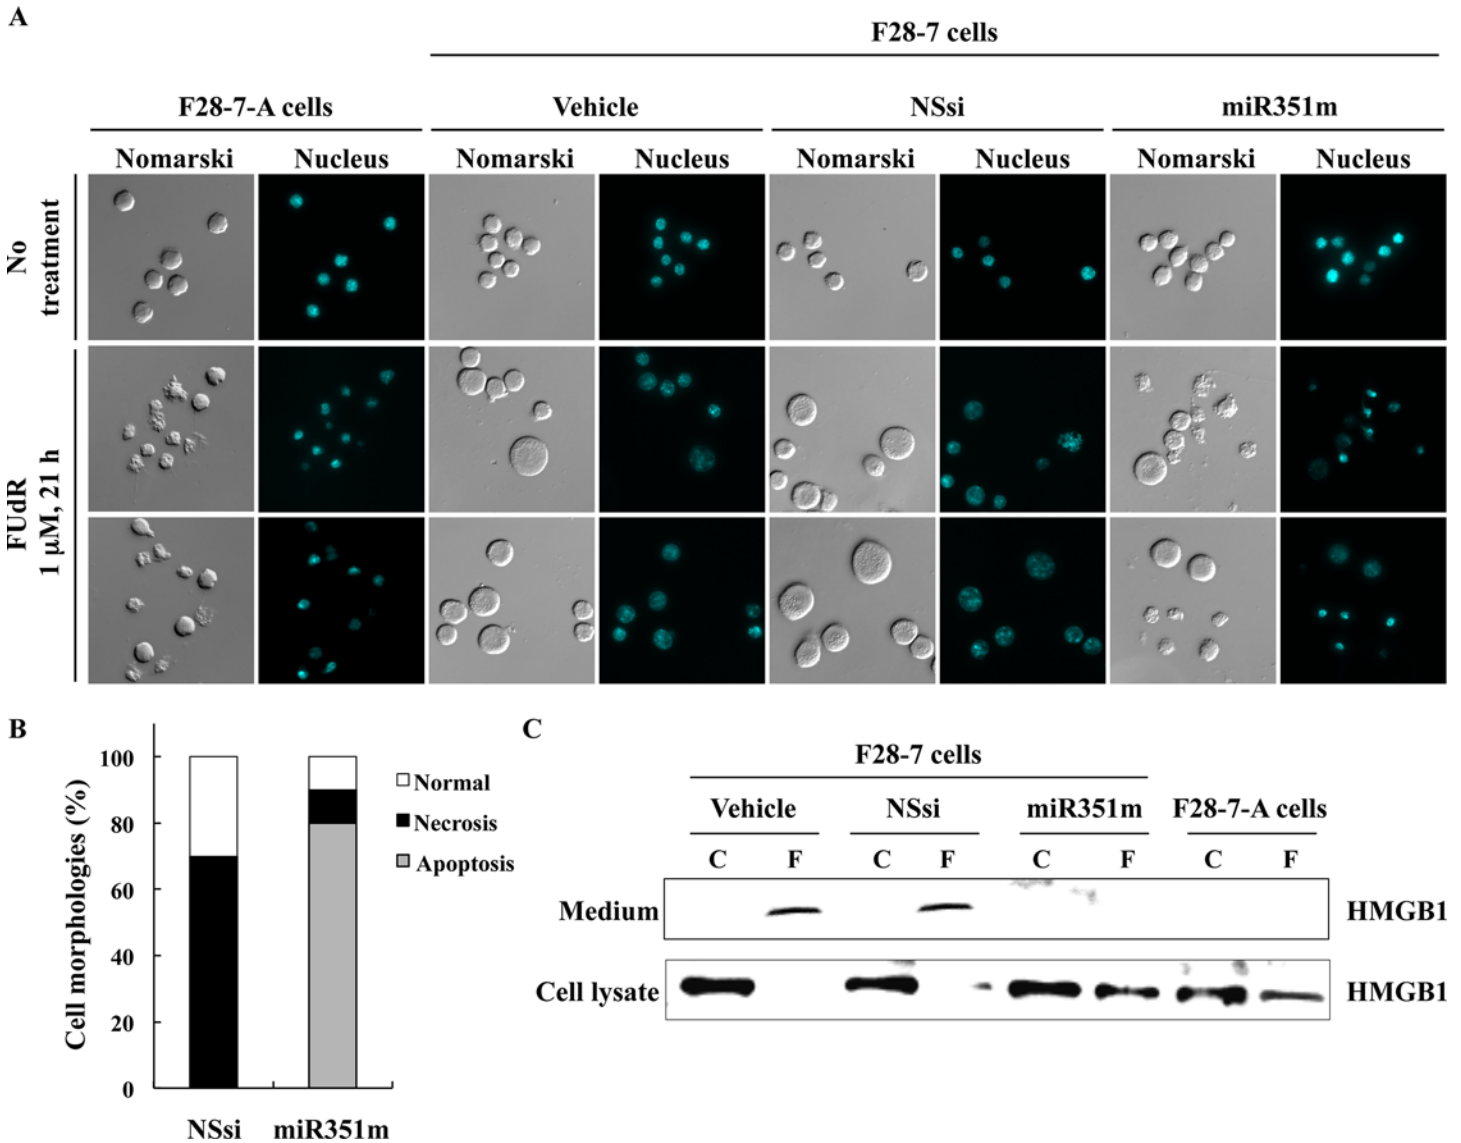 A
F28-7 cells
F28-7-A cells Vehicle NSsi miR351m
Nomarski Nucleus Nomarski Nucleus Nomarski Nucleus Nomarski Nucleus
No
treatment
FUdR
1 μM, 21 h
B
Cell morphologies (%)
100
80
60
40
20
0
NSsi miR351m
Normal
Necrosis
Apoptosis
C
F28-7 cells
Vehicle NSsi miR351m F28-7-A cells
C F C F C F C F
Medium HMGB1
Cell lysate HMGB1